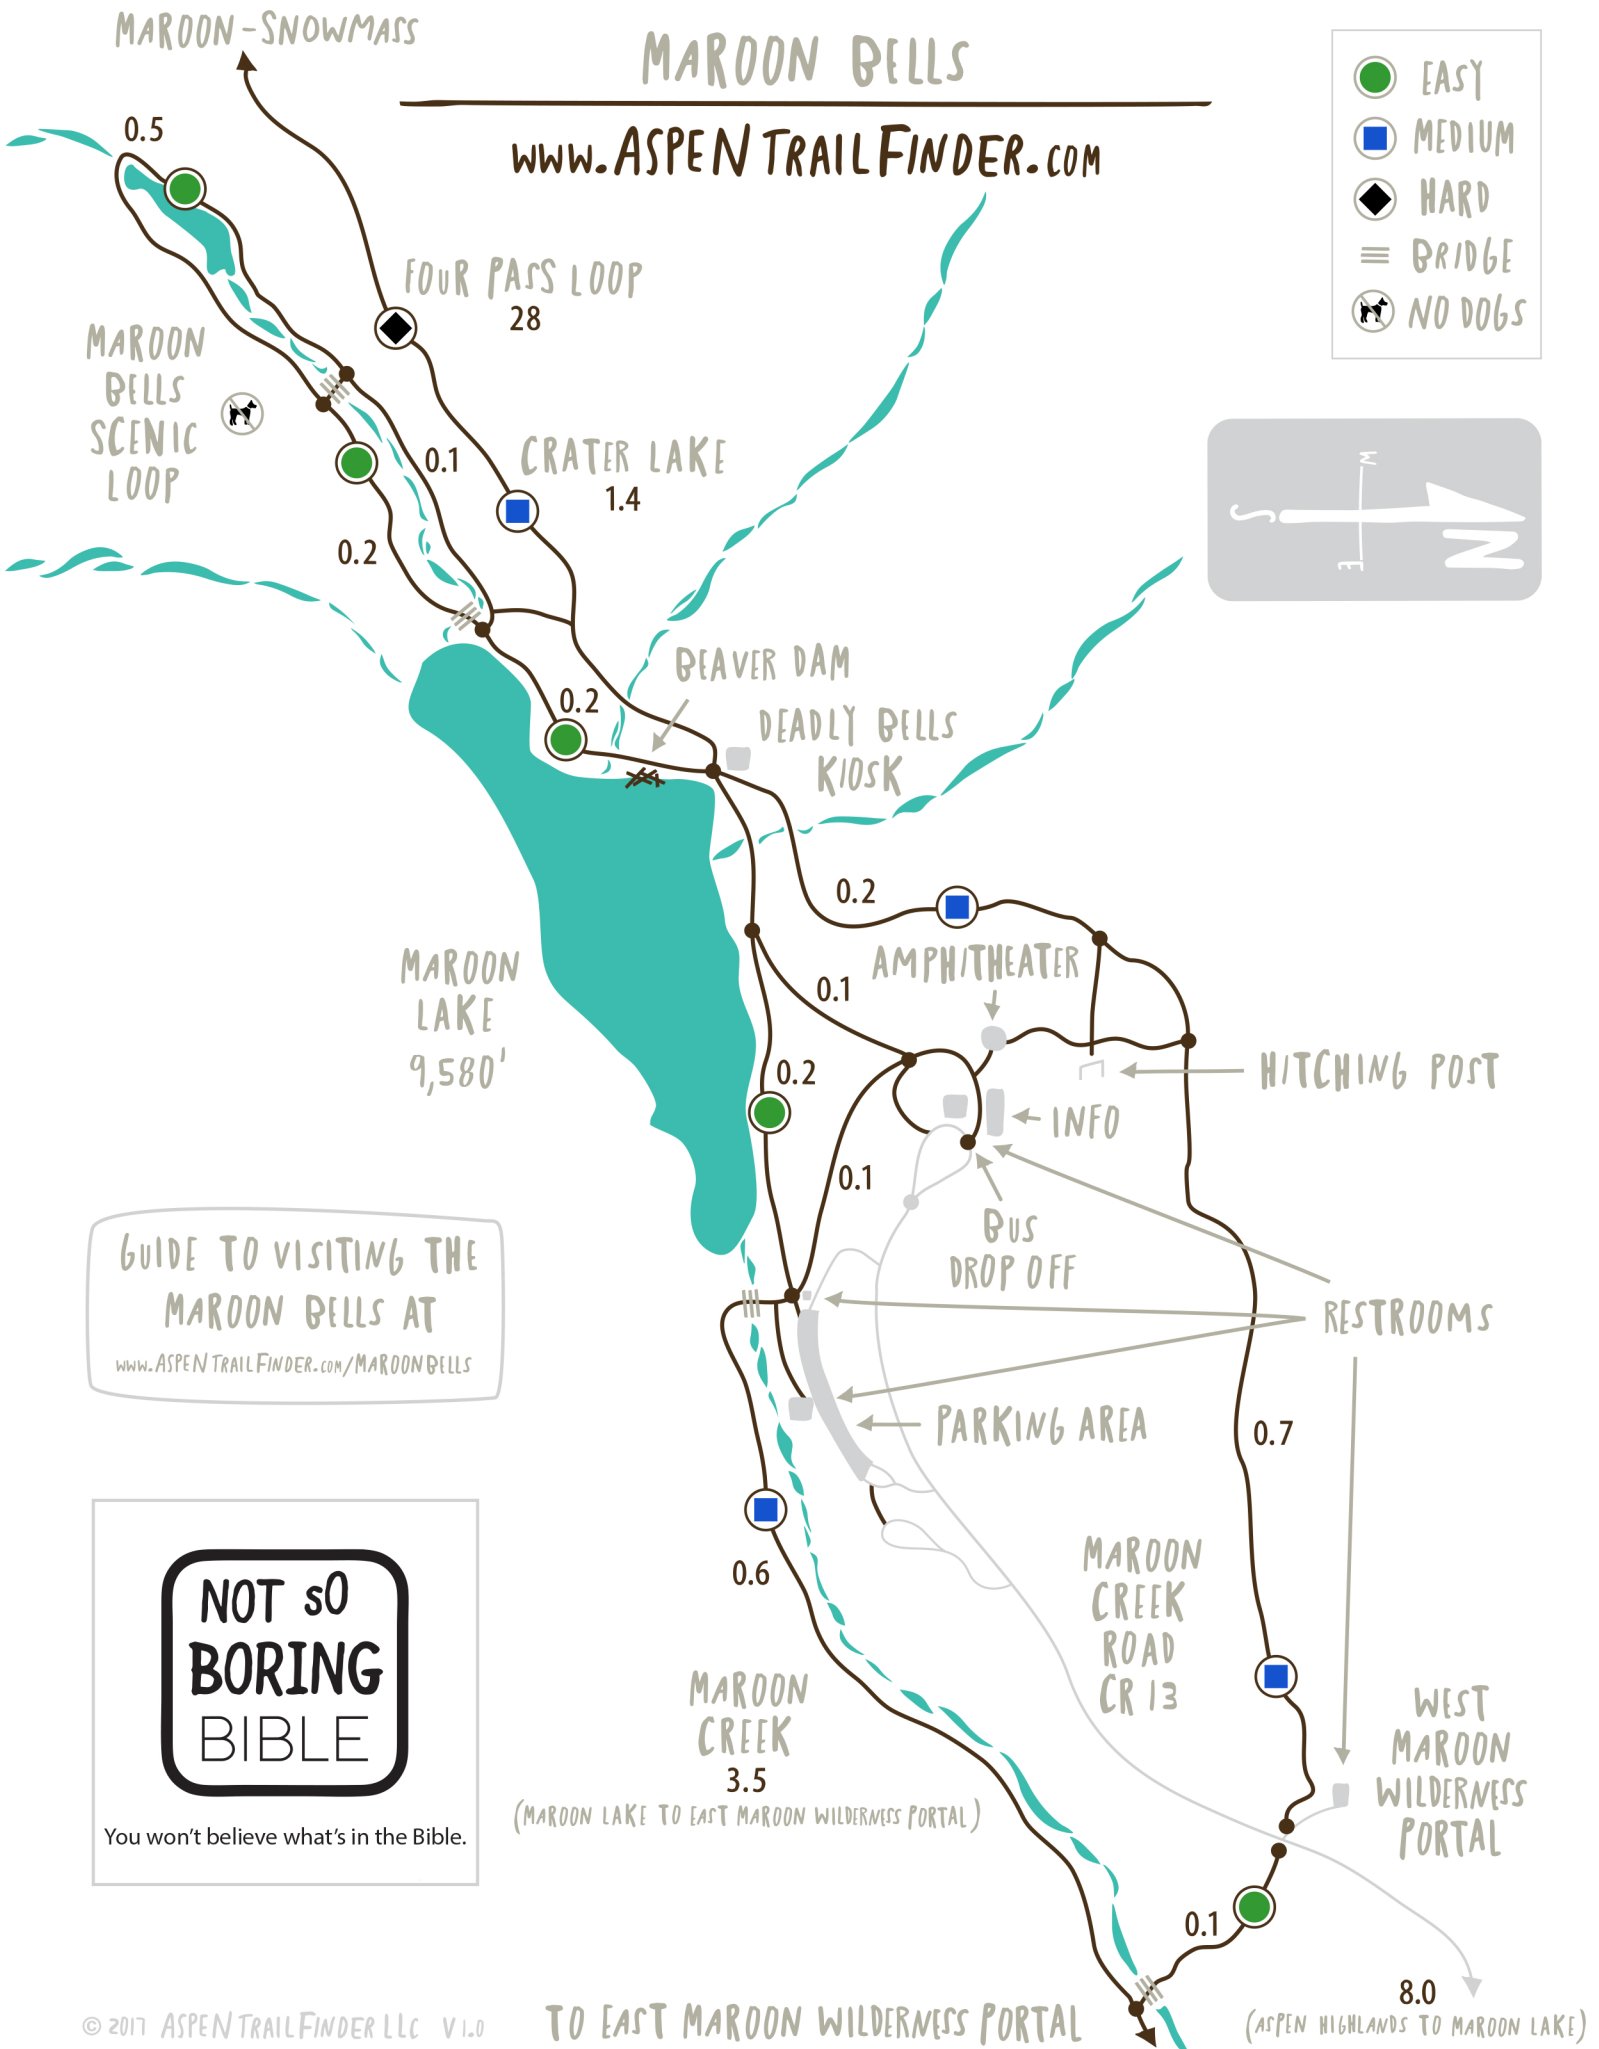 MAROON-SNOWMASS
MAROON BELLS
www.ASPENTRAILFINDER.com
EASY
MEDIUM
HARD
BRIDGE
NO DOGS
0.5
FOUR PASS LOOP
28
MAROON
BELLS
SCENIC
LOOP
0.1
CRATER LAKE
1.4
0.2
W
S
N
E
BEAVER DAM
0.2
DEADLY BELLS
KIOSK
0.2
AMPHITHEATER
MAROON
LAKE
9,580'
0.1
0.2
HITCHING POST
INFO
0.1
BUS
DROP OFF
RESTROOMS
GUIDE TO VISITING THE
MAROON BELLS AT
www.ASPENTRAILFINDER.com/MAROONBELLS
PARKING AREA
0.7
NOT SO
BORING
BIBLE
You won't believe what's in the Bible.
0.6
MAROON
CREEK
ROAD
CR 13
MAROON
CREEK
3.5
(MAROON LAKE TO EAST MAROON WILDERNESS PORTAL)
WEST
MAROON
WILDERNESS
PORTAL
0.1
8.0
(ASPEN HIGHLANDS TO MAROON LAKE)
© 2017 ASPENTRAILFINDER LLC V1.0
TO EAST MAROON WILDERNESS PORTAL